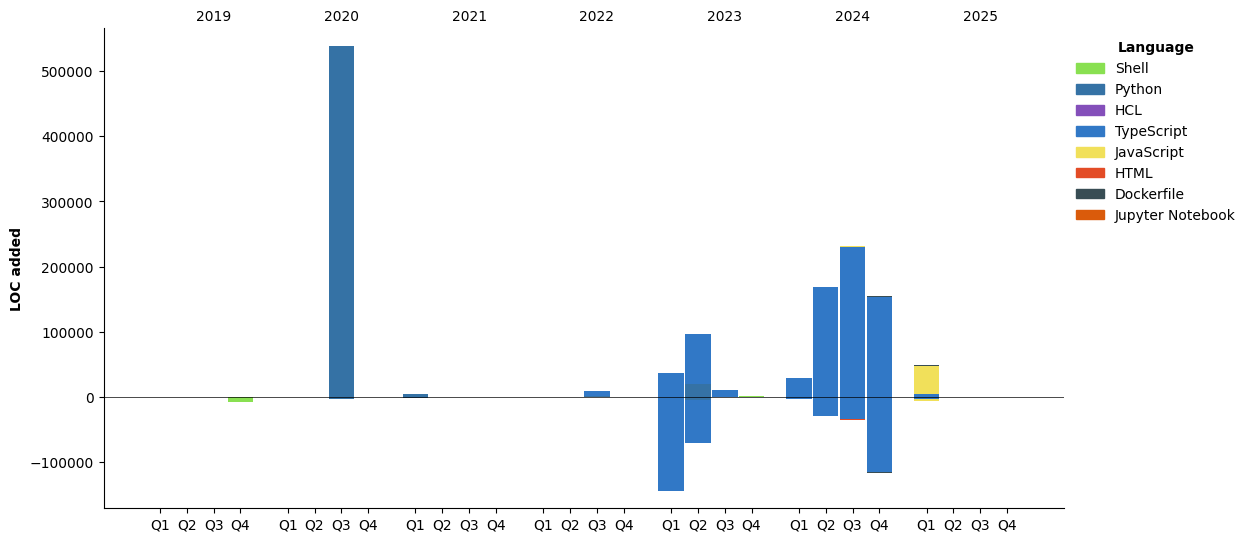 2019 2020 2021 2022 2023 2024 2025
Language
Shell
Python
HCL
TypeScript
JavaScript
HTML
Dockerfile
Jupyter Notebook
LOC added
500000
400000
300000
200000
100000
0
−100000
Q1 Q2 Q3 Q4 Q1 Q2 Q3 Q4 Q1 Q2 Q3 Q4 Q1 Q2 Q3 Q4 Q1 Q2 Q3 Q4 Q1 Q2 Q3 Q4 Q1 Q2 Q3 Q4